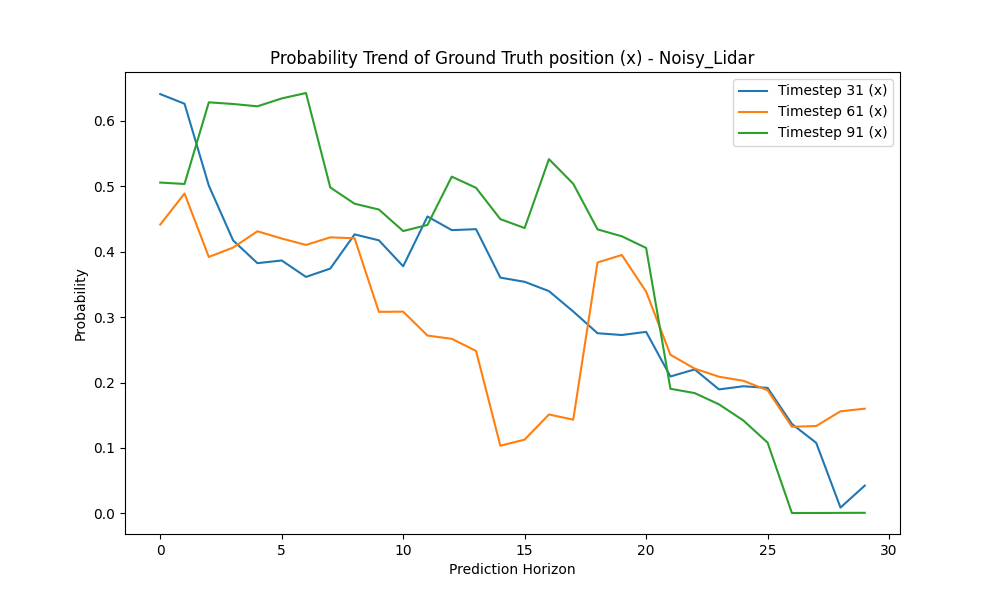 Probability Trend of Ground Truth position (x) - Noisy_Lidar
Timestep 31 (x)
Timestep 61 (x)
Timestep 91 (x)
Probability
0.6
0.5
0.4
0.3
0.2
0.1
0.0
0 5 10 15 20 25 30
Prediction Horizon